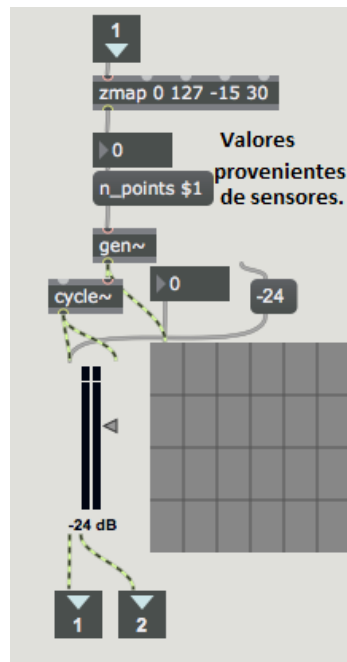 1
zmap 0 127 -15 30
0
Valores
provenientes
de sensores.
n_points $1
gen~
cycle~
0
-24
-24 dB
1
2